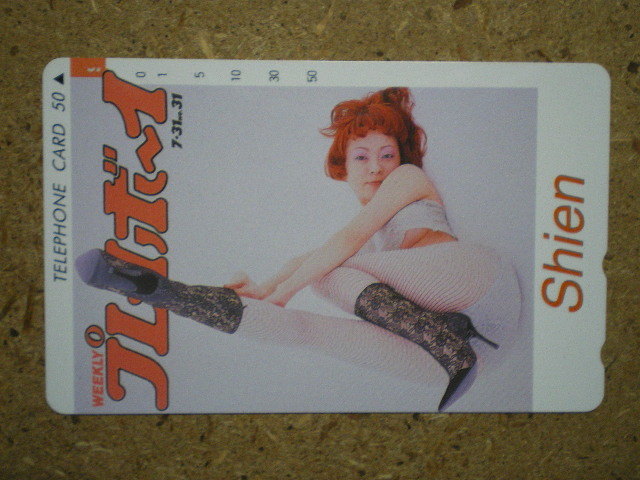 TELEPHONE CARD 50
0 1 5 10 30 50
WEEKLY
プレイボーイ
7·31 no.31
Shien